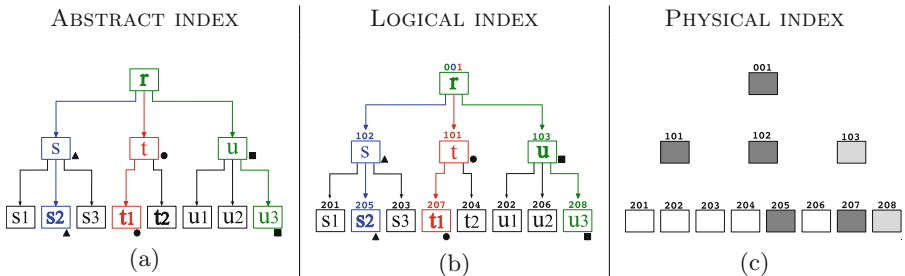 ABSTRACT INDEX
r
s t u
s1 s2 s3 t1 t2 u1 u2 u3
(a)
LOGICAL INDEX
001
r
102 101 103
s t u
201 205 203 207 204 202 206 208
s1 s2 s3 t1 t2 u1 u2 u3
(b)
PHYSICAL INDEX
001
101 102 103
201 202 203 204 205 206 207 208
(c)